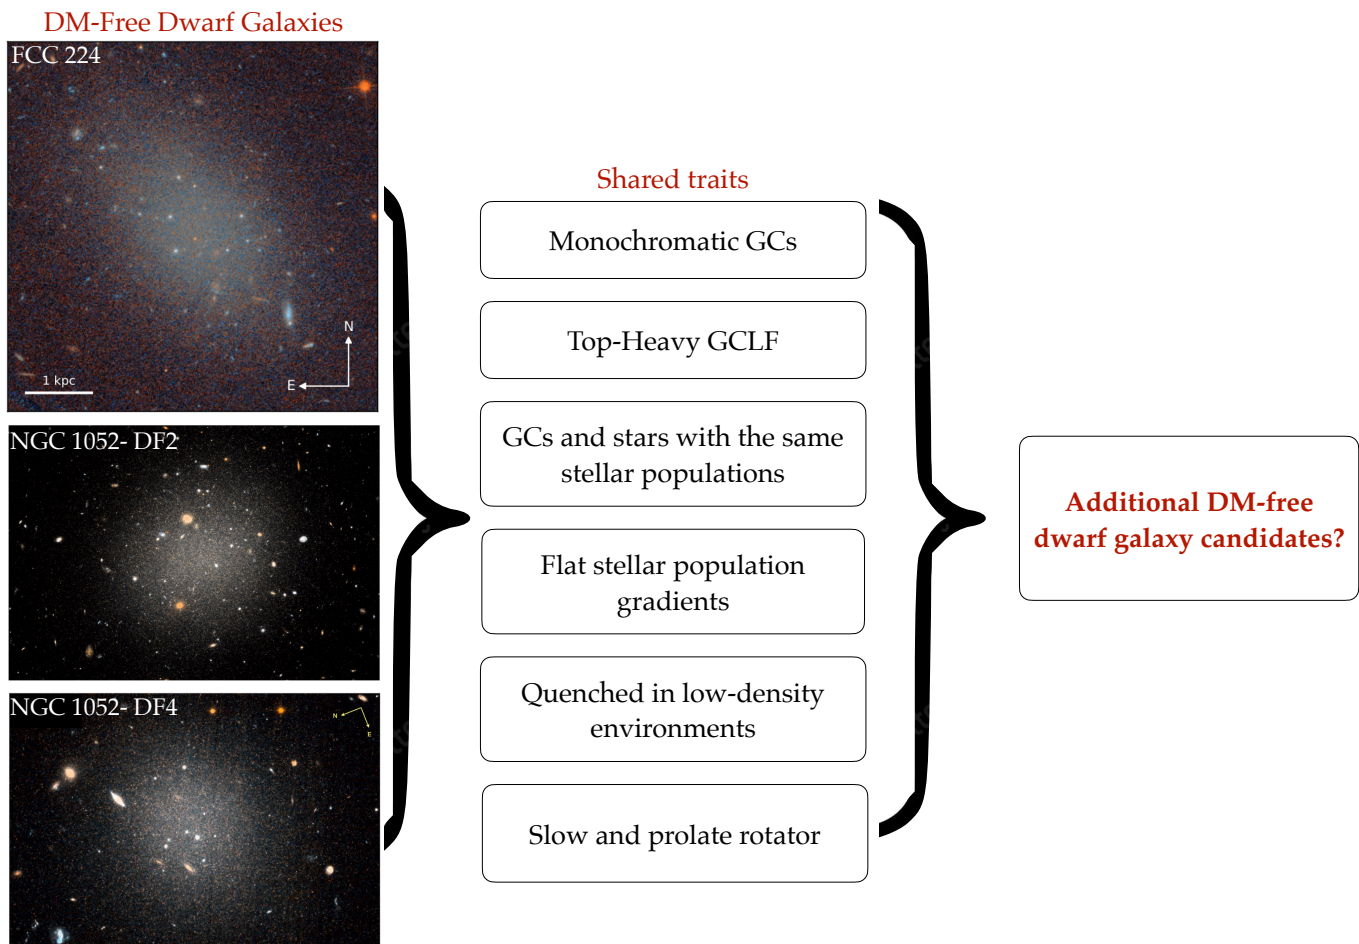 DM-Free Dwarf Galaxies
FCC 224
N
E
1 kpc
NGC 1052- DF2
NGC 1052- DF4
N
E
Shared traits
Monochromatic GCs
Top-Heavy GCLF
GCs and stars with the same
stellar populations
Flat stellar population
gradients
Quenched in low-density
environments
Slow and prolate rotator
Additional DM-free
dwarf galaxy candidates?